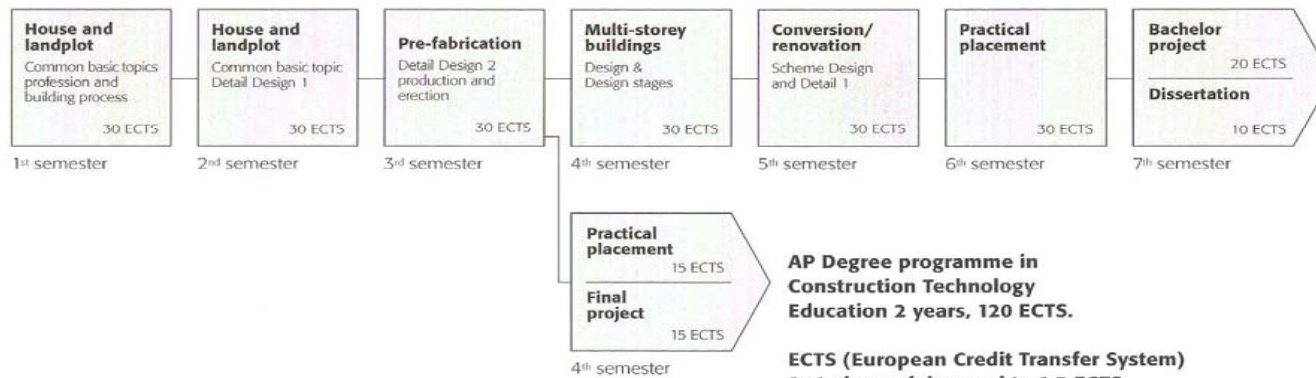 House and
landplot
Common basic topics
profession and
building process
30 ECTS
1st semester
House and
landplot
Common basic topic
Detail Design 1
30 ECTS
2nd semester
Pre-fabrication
Detail Design 2
production and
erection
30 ECTS
3rd semester
Multi-storey
buildings
Design &
Design stages
30 ECTS
4th semester
Conversion/
renovation
Scheme Design
and Detail 1
30 ECTS
5th semester
Practical
placement
30 ECTS
6th semester
Bachelor
project
20 ECTS
Dissertation
10 ECTS
7th semester
Practical
placement
15 ECTS
Final
project
15 ECTS
4th semester
AP Degree programme in
Construction Technology
Education 2 years, 120 ECTS.
ECTS (European Credit Transfer System)